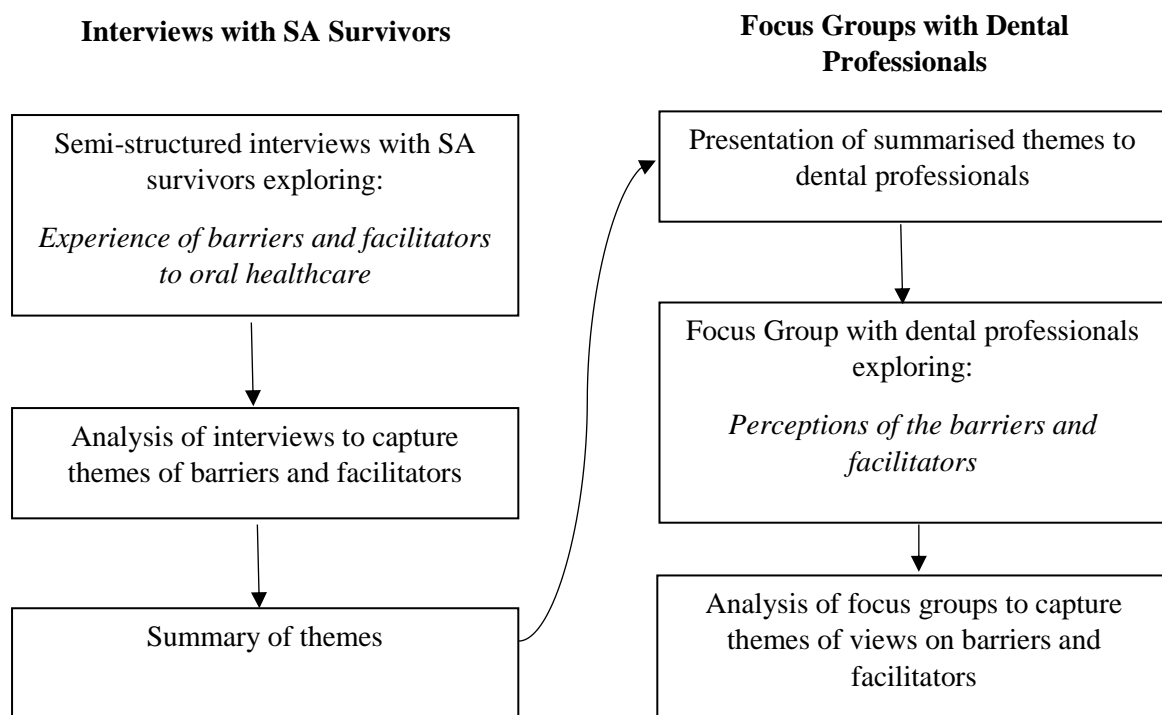 Interviews with SA Survivors
Semi-structured interviews with SA
survivors exploring:
Experience of barriers and facilitators
to oral healthcare
Analysis of interviews to capture
themes of barriers and facilitators
Summary of themes
Focus Groups with Dental
Professionals
Presentation of summarised themes to
dental professionals
Focus Group with dental professionals
exploring:
Perceptions of the barriers and
facilitators
Analysis of focus groups to capture
themes of views on barriers and
facilitators